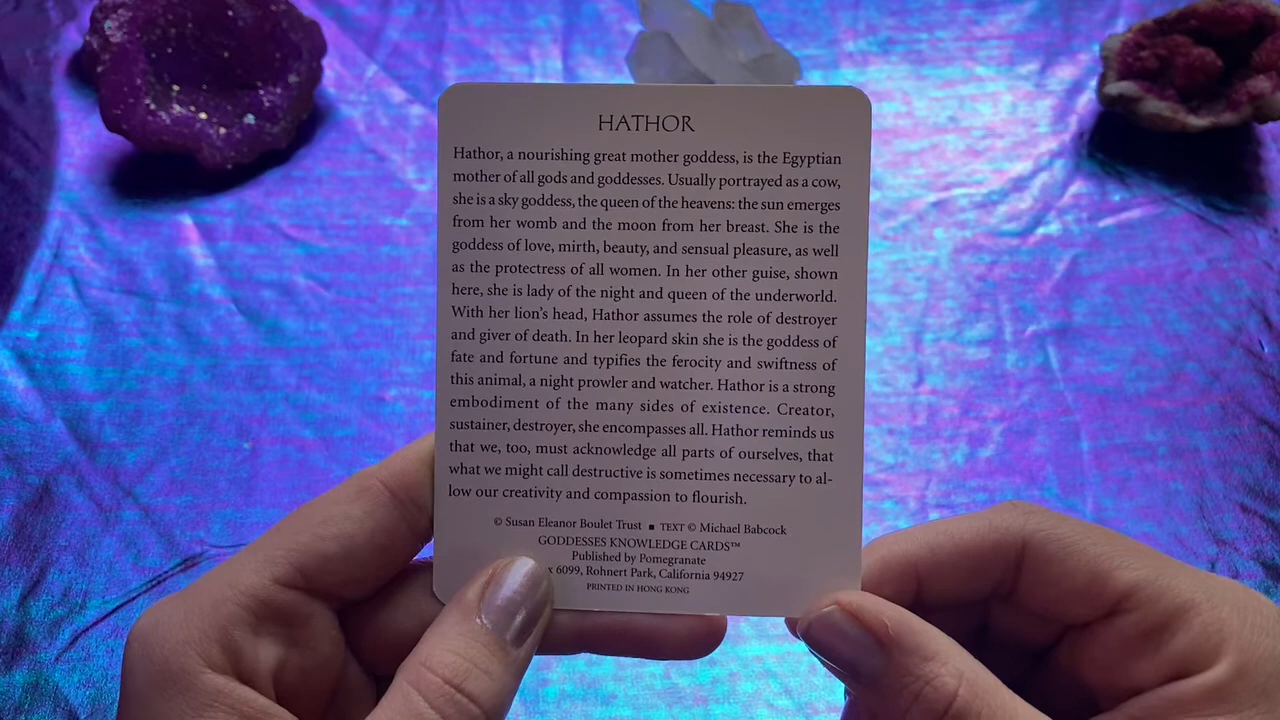 HATHOR
Hathor, a nourishing great mother goddess, is the Egyptian
mother of all gods and goddesses. Usually portrayed as a cow,
she is a sky goddess, the queen of the heavens: the sun emerges
from her womb and the moon from her breast. She is the
goddess of love, mirth, beauty, and sensual pleasure, as well
as the protectress of all women. In her other guise, shown
here, she is lady of the night and queen of the underworld.
With her lion's head, Hathor assumes the role of destroyer
and giver of death. In her leopard skin she is the goddess of
fate and fortune and typifies the ferocity and swiftness of
this animal, a night prowler and watcher. Hathor is a strong
embodiment of the many sides of existence. Creator,
sustainer, destroyer, she encompasses all. Hathor reminds us
that we, too, must acknowledge all parts of ourselves, that
what we might call destructive is sometimes necessary to al-
low our creativity and compassion to flourish.
© Susan Eleanor Boulet Trust ■ TEXT © Michael Babcock
GODDESSES KNOWLEDGE CARDS™
Published by Pomegranate
x 6099, Rohnert Park, California 94927
PRINTED IN HONG KONG